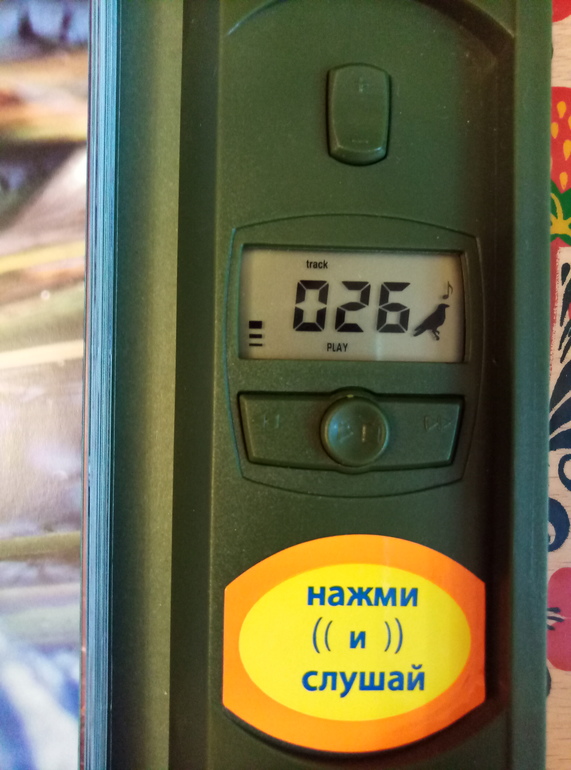 track
026
PLAY
нажми
(( и ))
слушай